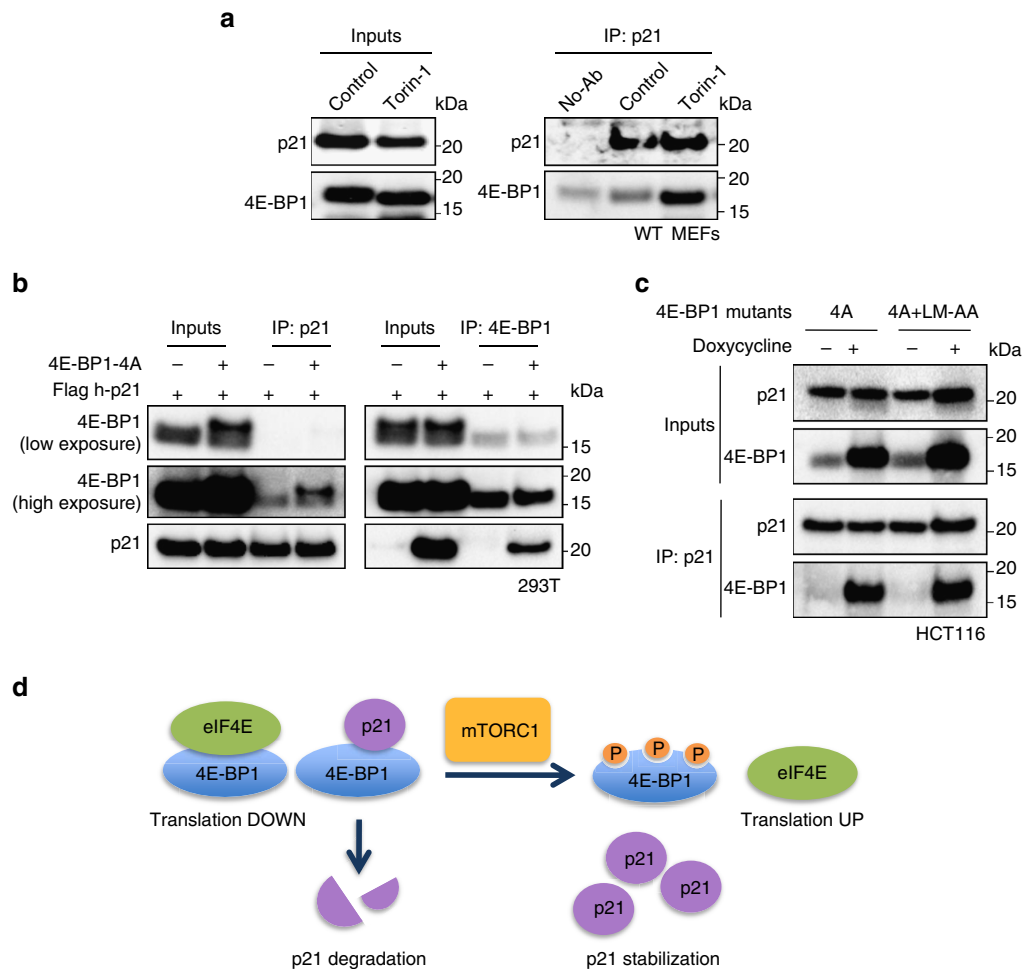 a
Inputs
IP: p21
Control
Torin-1
kDa
No-Ab
Control
Torin-1
kDa
p21
20
p21
20
4E-BP1
20
15
4E-BP1
20
15
WT MEFs
b
Inputs
IP: p21
Inputs
IP: 4E-BP1
4E-BP1-4A
– + – + – + – +
Flag h-p21
+ + + + + + + +
kDa
4E-BP1
(low exposure)
15
4E-BP1
(high exposure)
20
15
p21
20
293T
c
4E-BP1 mutants
4A
4A+LM-AA
Doxycycline
– + – +
kDa
Inputs
p21
20
4E-BP1
20
15
IP: p21
p21
20
4E-BP1
20
15
HCT116
d
eIF4E
4E-BP1
Translation DOWN
p21
4E-BP1
mTORC1
P P P
4E-BP1
eIF4E
Translation UP
p21
p21
p21
p21 degradation
p21 stabilization